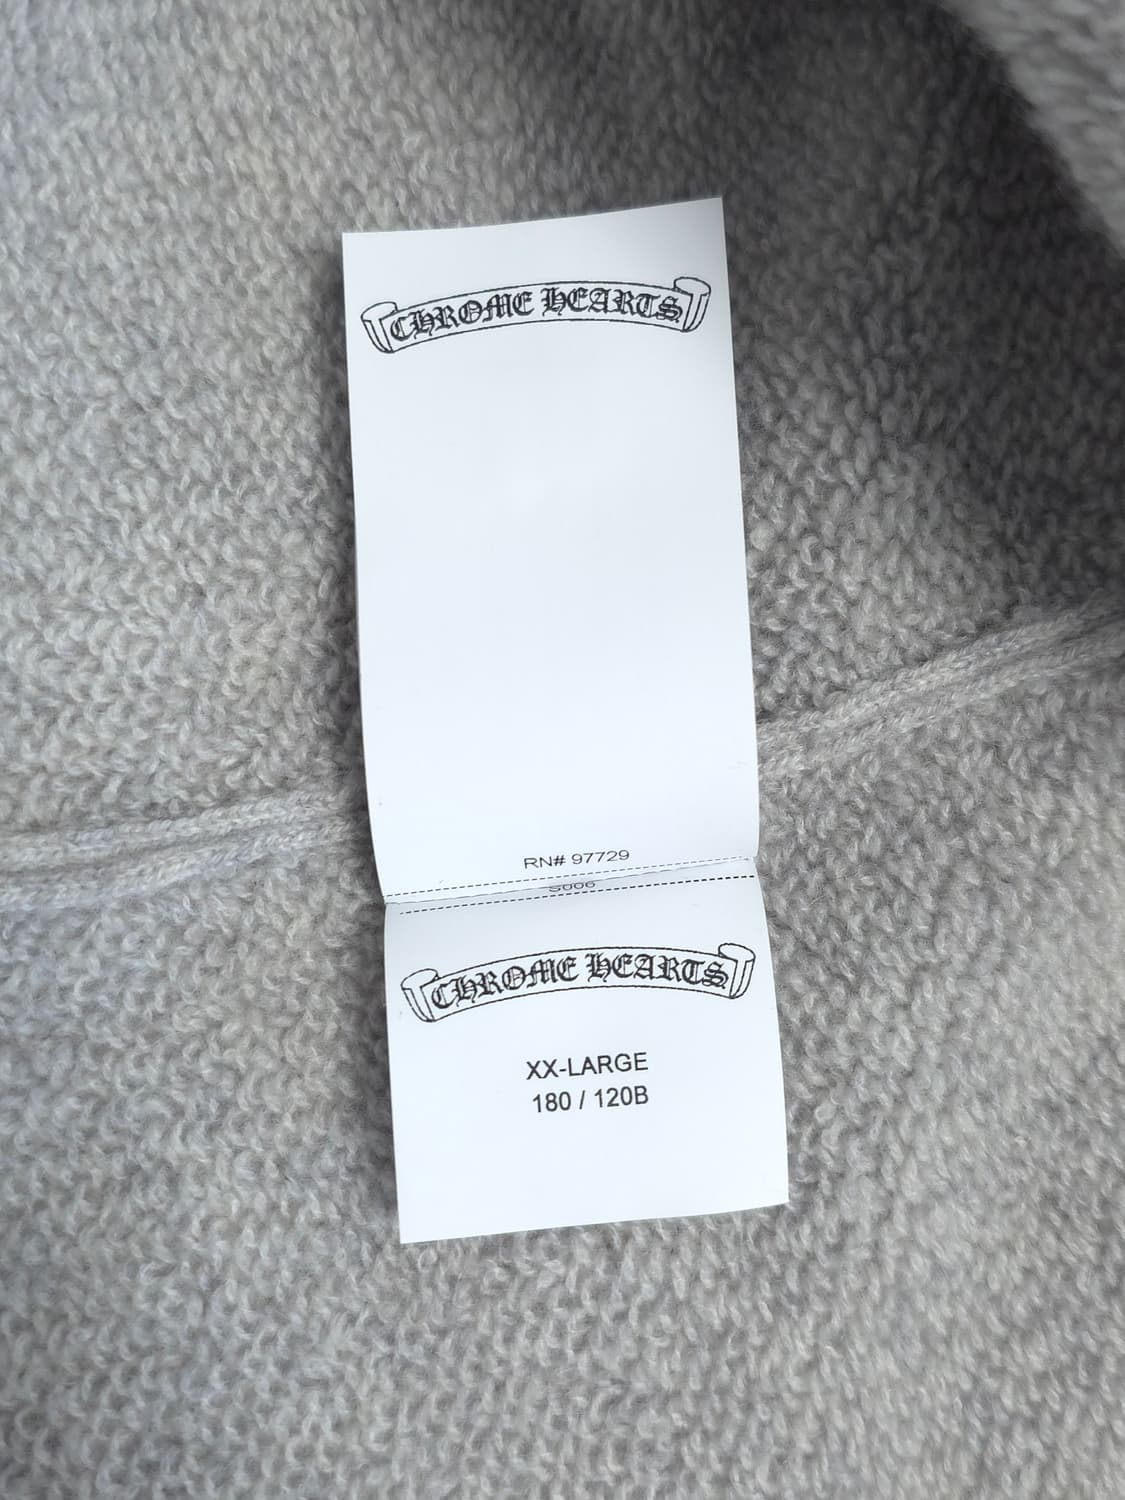 CHROME HEARTS
RN# 97729
CHROME HEARTS
XX-LARGE
180 / 120B